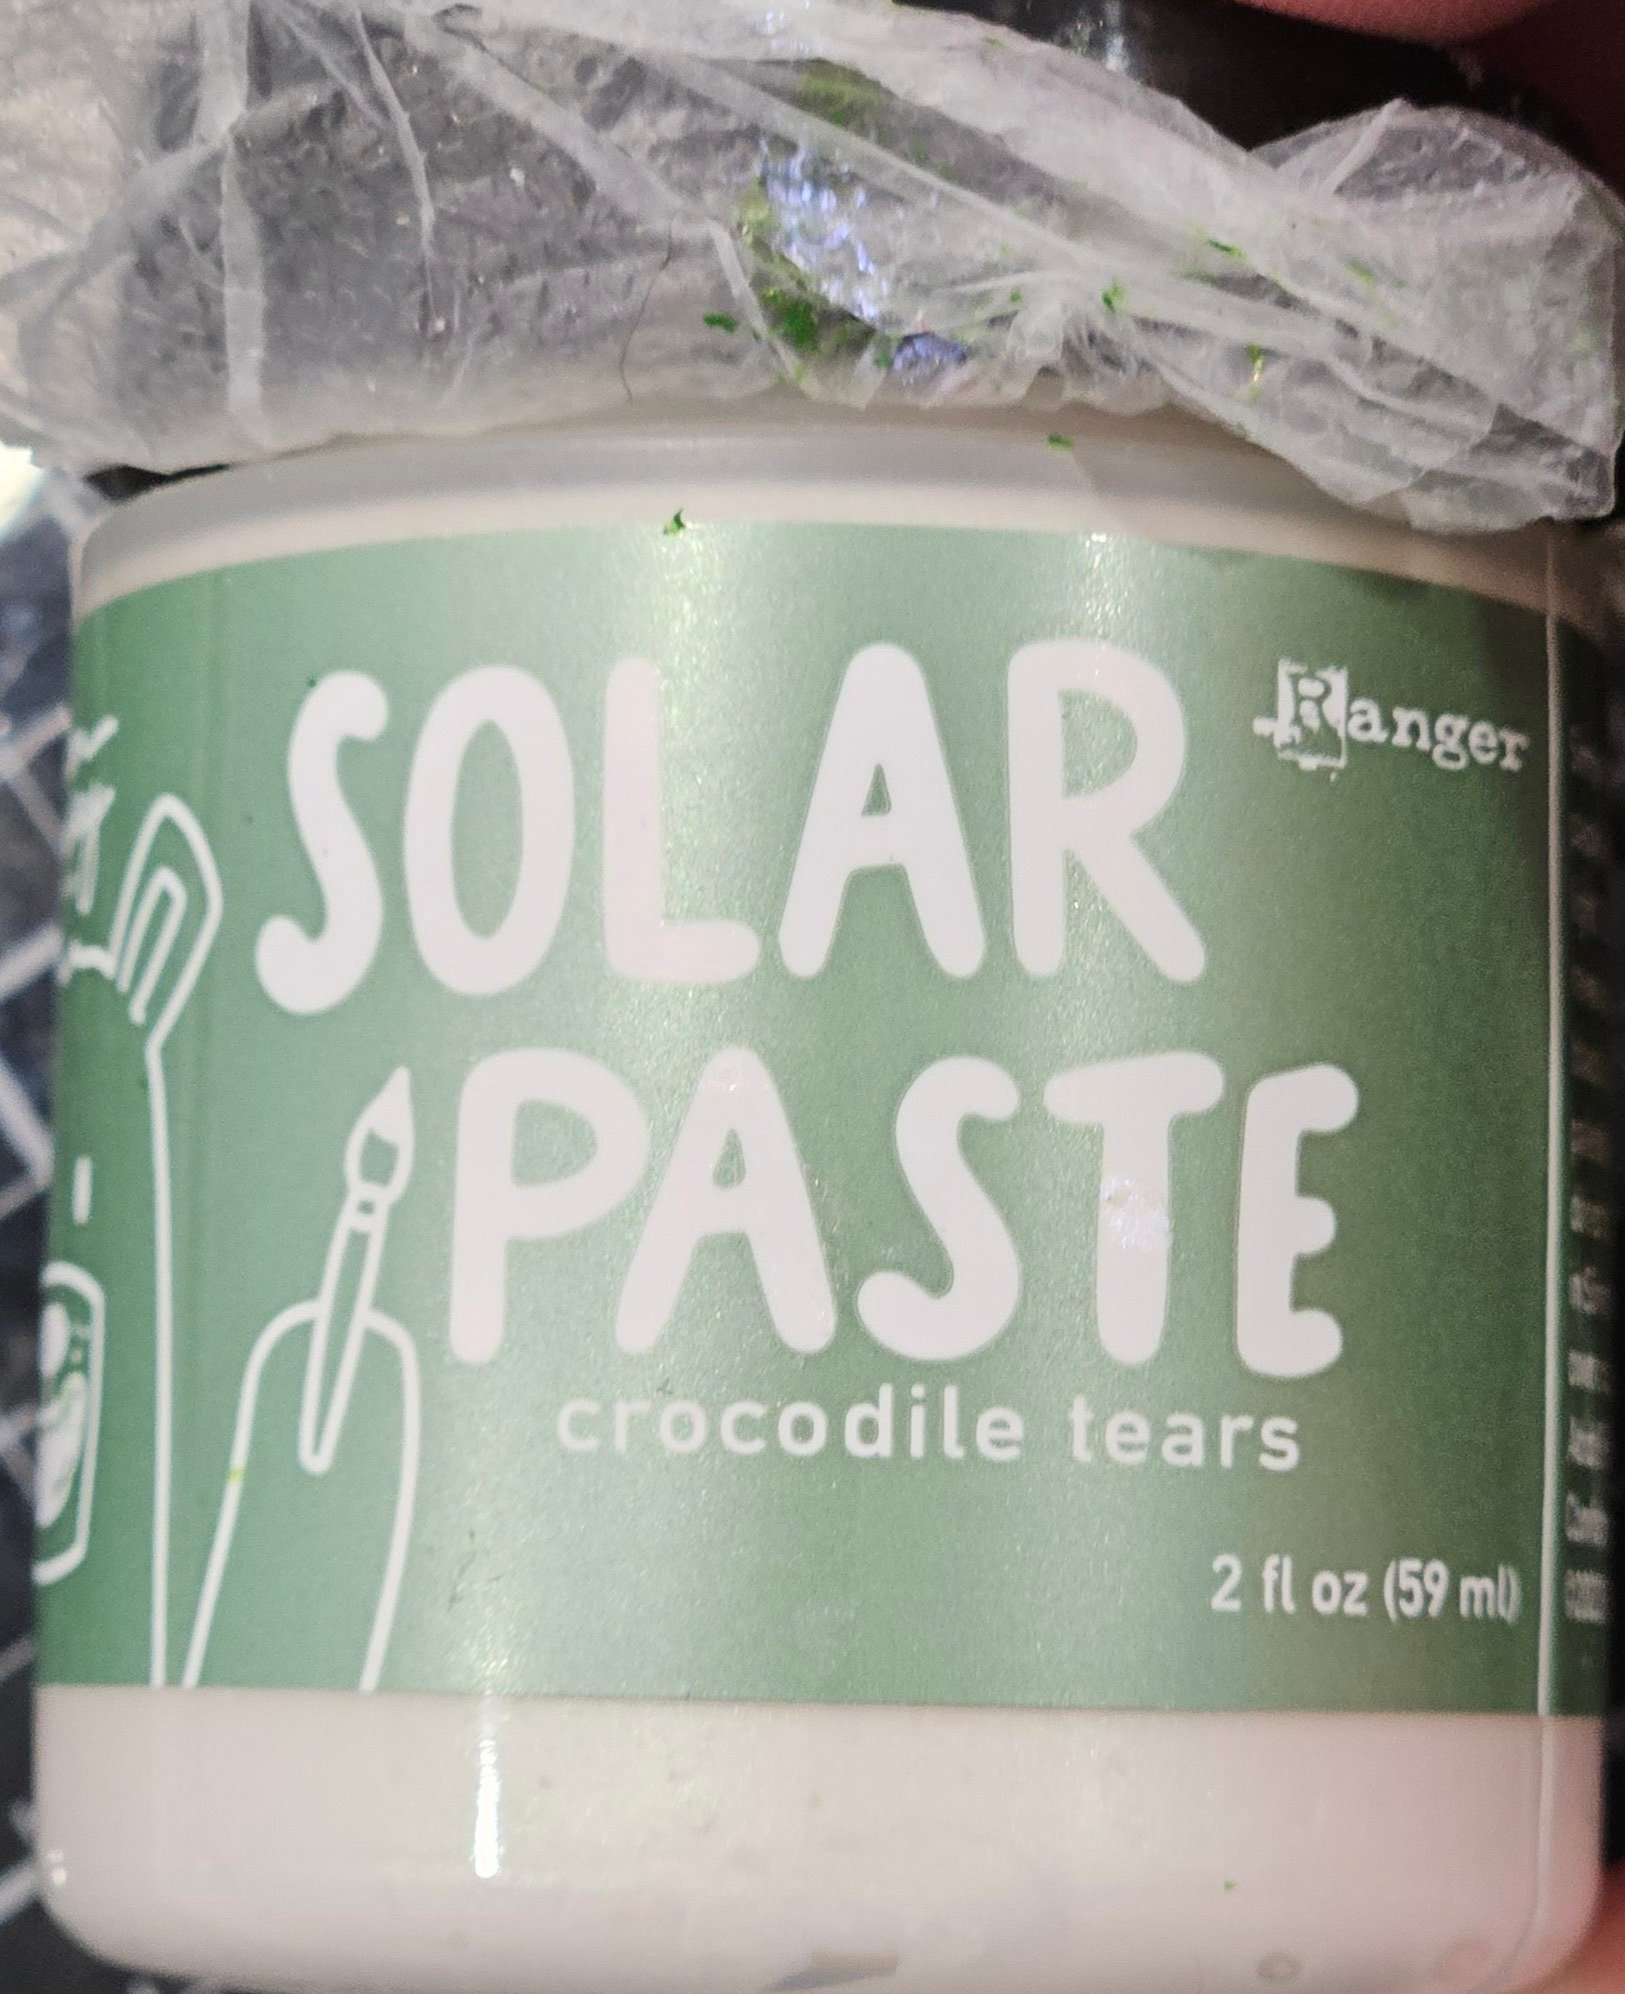 SOLAR
Ranger
PASTE
crocodile tears
2 fl oz (59 ml)